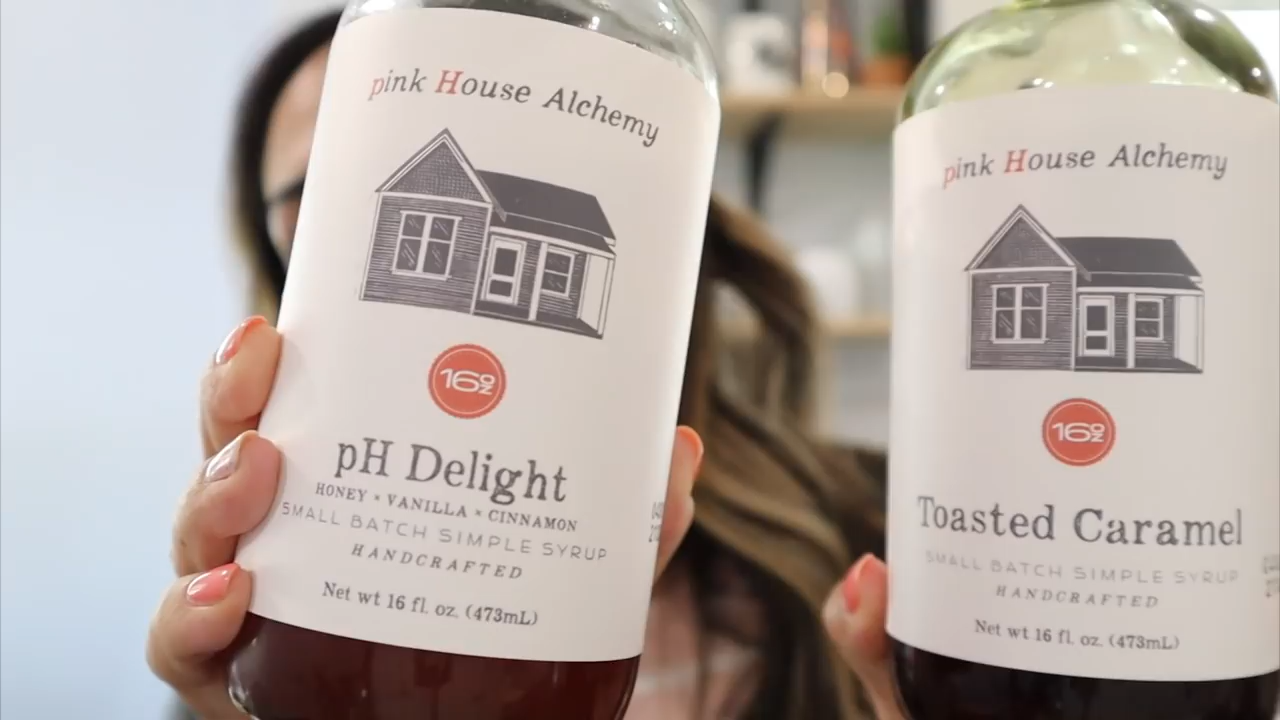 pink House Alchemy
16oz
pH Delight
HONEY × VANILLA × CINNAMON
SMALL BATCH SIMPLE SYRUP
HANDCRAFTED
Net wt 16 fl. oz. (473mL)
pink House Alchemy
16oz
Toasted Caramel
SMALL BATCH SIMPLE SYRUP
HANDCRAFTED
Net wt 16 fl. oz. (473mL)